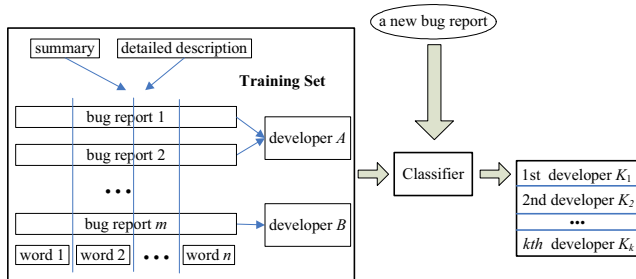 a new bug report
summary
detailed description
Training Set
bug report 1
developer A
bug report 2
•••
bug report m
developer B
word 1
word 2
•••
word n
Classifier
1st developer K1
2nd developer K2
•••
kth developer Kk